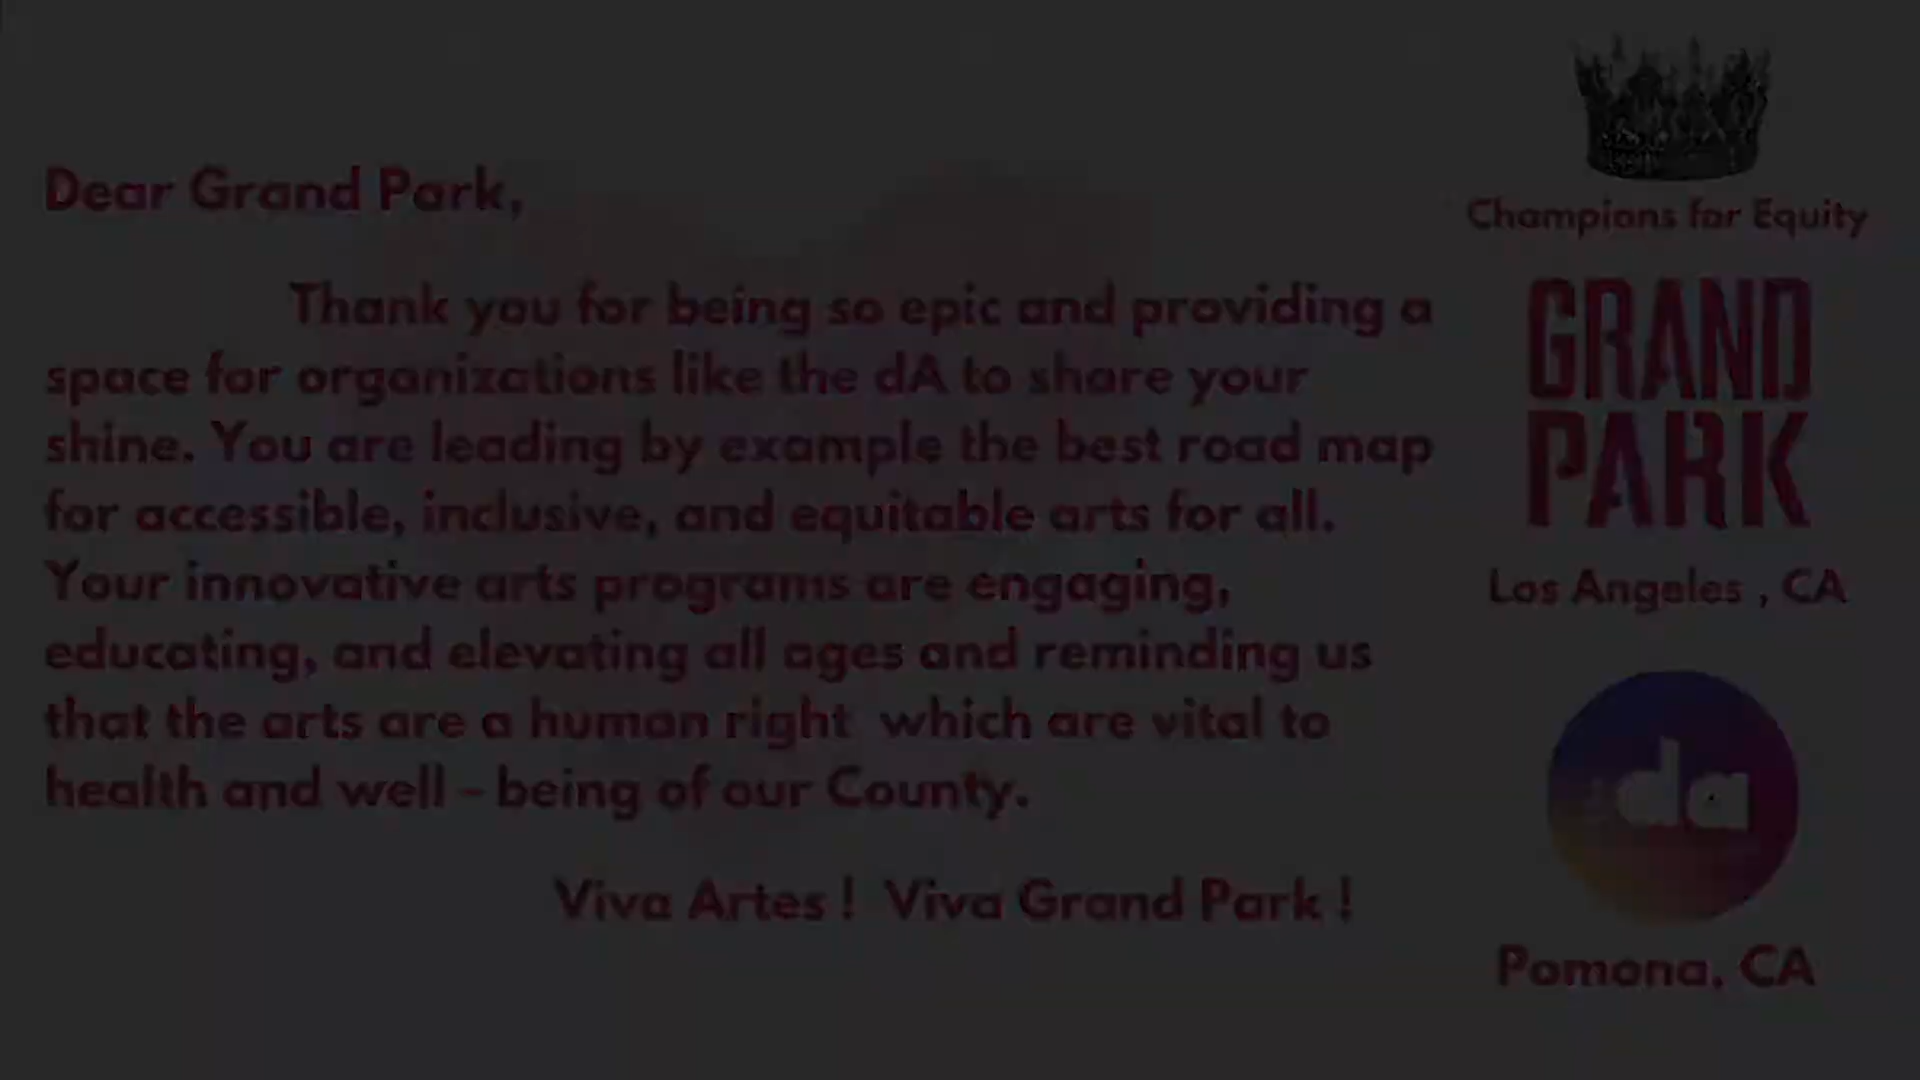 Dear Grand Park,
Thank you for being so epic and providing a
space for organizations like the dA to share your
shine. You are leading by example the best road map
for accessible, inclusive, and equitable arts for all.
Your innovative arts programs are engaging,
educating, and elevating all ages and reminding us
that the arts are a human right which are vital to
health and well - being of our County.
Viva Artes ! Viva Grand Park !
Champions for Equity
GRAND
PARK
Los Angeles , CA
da
Pomona, CA